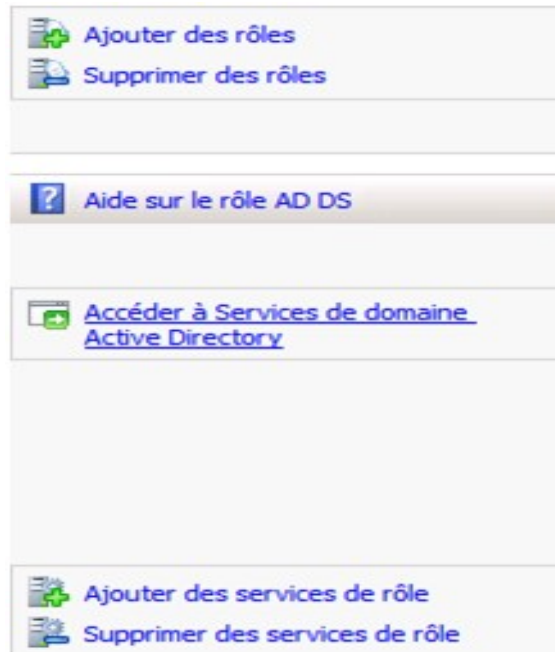 Ajouter des rôles
Supprimer des rôles
Aide sur le rôle AD DS
Accéder à Services de domaine
Active Directory
Ajouter des services de rôle
Supprimer des services de rôle